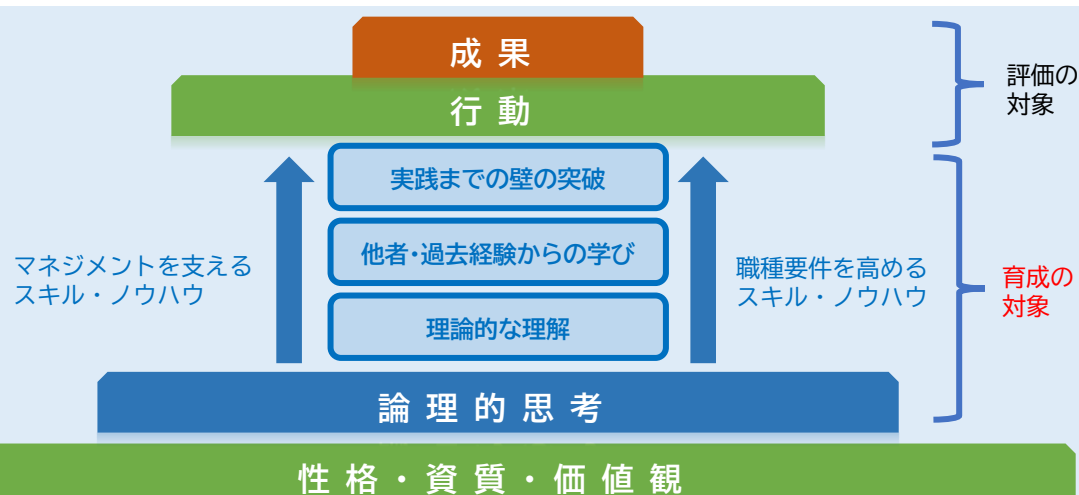 成果
評価の
対象
行動
実践までの壁の突破
他者・過去経験からの学び
マネジメントを支える
スキル・ノウハウ
職種要件を高める
スキル・ノウハウ
育成の
対象
理論的な理解
論理的思考
性格・資質・価値観